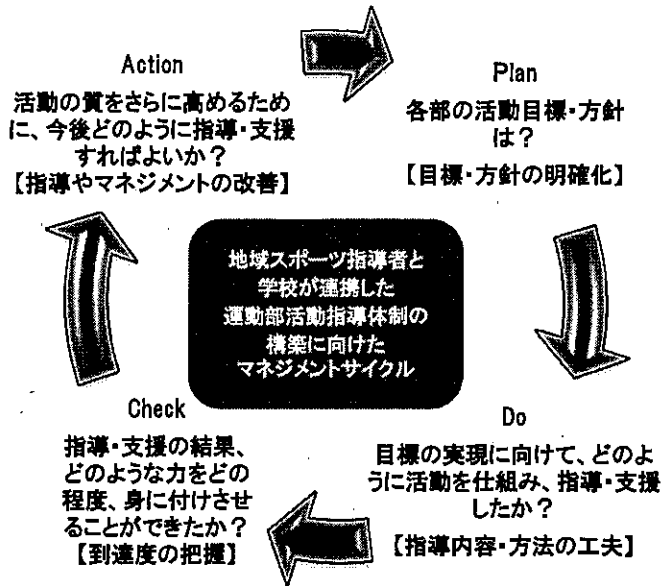 Action
活動の質をさらに高めるため
に、今後どのように指導・支援
すればよいか?
【指導やマネジメントの改善】
Plan
各部の活動目標・方針
は?
【目標・方針の明確化】
地域スポーツ指導者と
学校が連携した
運動部活動指導体制の
構築に向けた
マネジメントサイクル
Do
目標の実現に向けて、どのよ
うに活動を仕組み、指導・支援
したか?
【指導内容・方法の工夫】
Check
指導・支援の結果、
どのような力をどの
程度、身に付けさせ
ることができたか?
【到達度の把握】